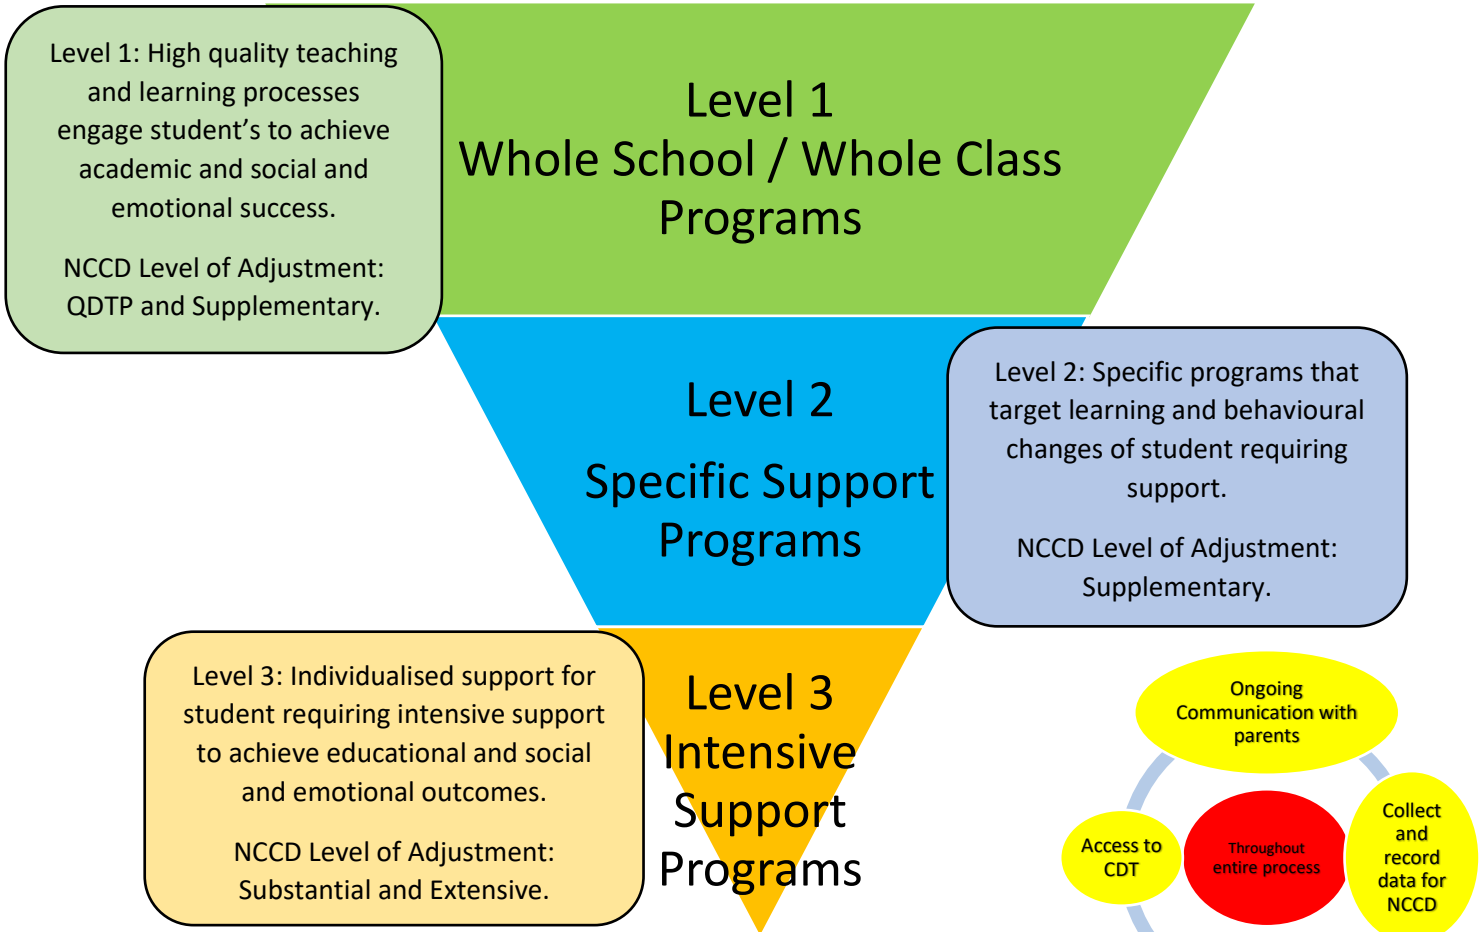 Level 1: High quality teaching
and learning processes
engage student’s to achieve
academic and social and
emotional success.
NCCD Level of Adjustment:
QDTP and Supplementary.
Level 1
Whole School / Whole Class
Programs
Level 2
Specific Support
Programs
Level 2: Specific programs that
target learning and behavioural
changes of student requiring
support.
NCCD Level of Adjustment:
Supplementary.
Level 3: Individualised support for
student requiring intensive support
to achieve educational and social
and emotional outcomes.
NCCD Level of Adjustment:
Substantial and Extensive.
Level 3
Intensive
Support
Programs
Ongoing
Communication with
parents
Access to
CDT
Throughout
entire process
Collect
and
record
data for
NCCD